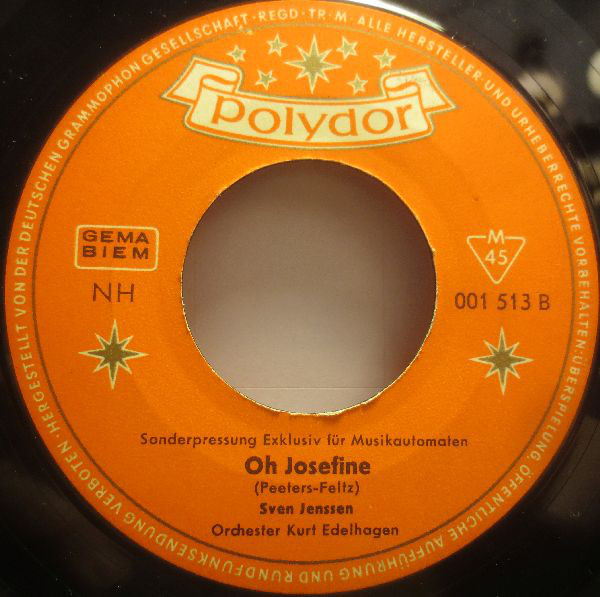 HERGESTELLT VON DER DEUTSCHEN GRAMMOPHON GESELLSCHAFT · REGD · TR · M · ALLE HERSTELLER- UND URHEBERRECHTE VORBEHALTEN: ÜBERSPIELUNG, ÖFFENTLICHE AUFFÜHRUNG UND RUNDFUNKSENDUNG VERBOTEN ·
Polydor
GEMA
BIEM
NH
M
45
001 513 B
Sonderpressung Exklusiv für Musikautomaten
Oh Josefine
(Peeters-Feltz)
Sven Jenssen
Orchester Kurt Edelhagen